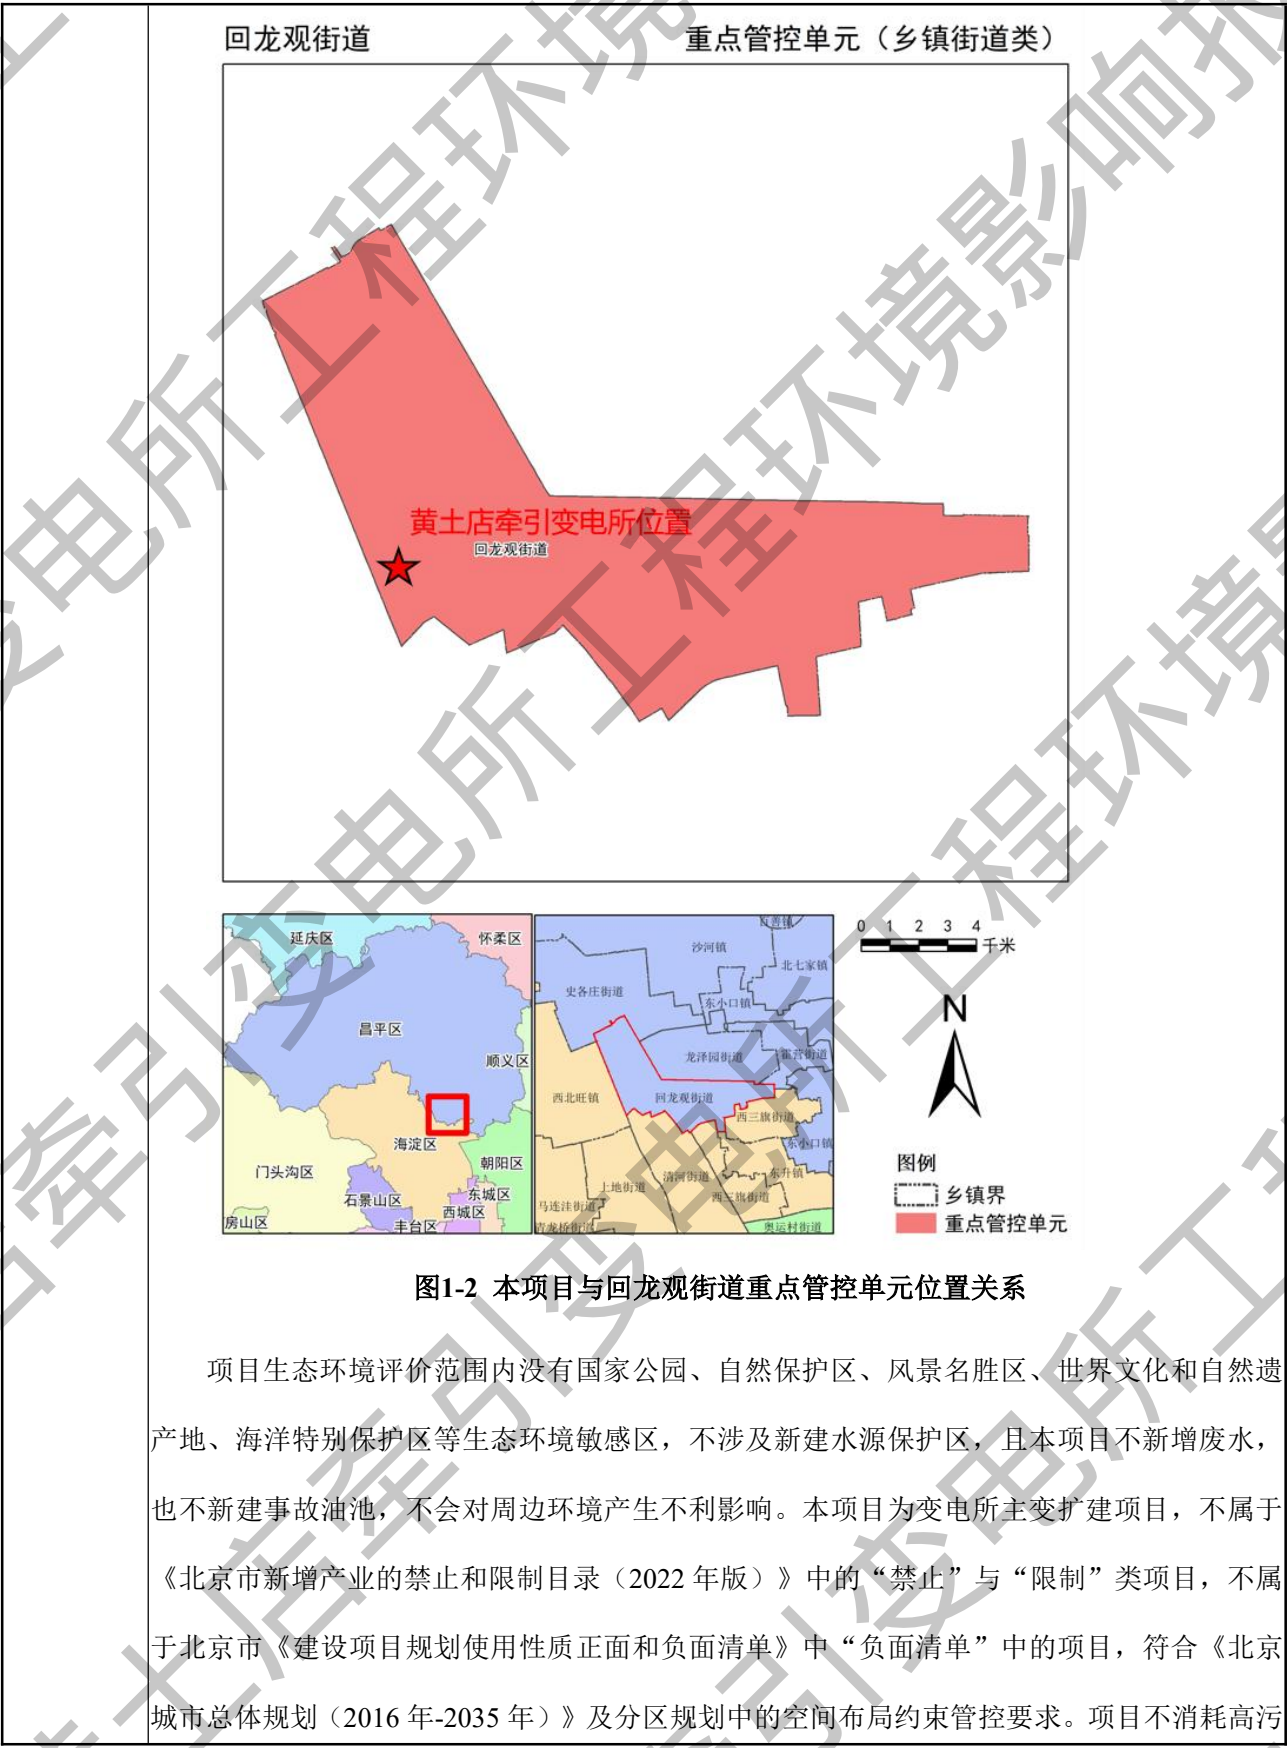 回龙观街道 重点管控单元（乡镇街道类）
黄土店牵引变电所位置
回龙观街道
延庆区
怀柔区
昌平区
顺义区
海淀区
门头沟区
朝阳区
石景山区
东城区
西城区
丰台区
房山区
百善镇
沙河镇
北七家镇
史各庄街道
东小口镇
龙泽园街道
霍营街道
西北旺镇
回龙观街道
西三旗街道
东小口镇
清河街道
东升镇
上地街道
西三旗街道
马连洼街道
青龙桥街道
奥运村街道
0 1 2 3 4
千米
N
图例
乡镇界
重点管控单元
图1-2 本项目与回龙观街道重点管控单元位置关系
项目生态环境评价范围内没有国家公园、自然保护区、风景名胜区、世界文化和自然遗
产地、海洋特别保护区等生态环境敏感区，不涉及新建水源保护区，且本项目不新增废水，
也不新建事故油池，不会对周边环境产生不利影响。本项目为变电所主变扩建项目，不属于
《北京市新增产业的禁止和限制目录（2022 年版）》中的“禁止”与“限制”类项目，不属
于北京市《建设项目规划使用性质正面和负面清单》中“负面清单”中的项目，符合《北京
城市总体规划（2016 年-2035 年）》及分区规划中的空间布局约束管控要求。项目不消耗高污